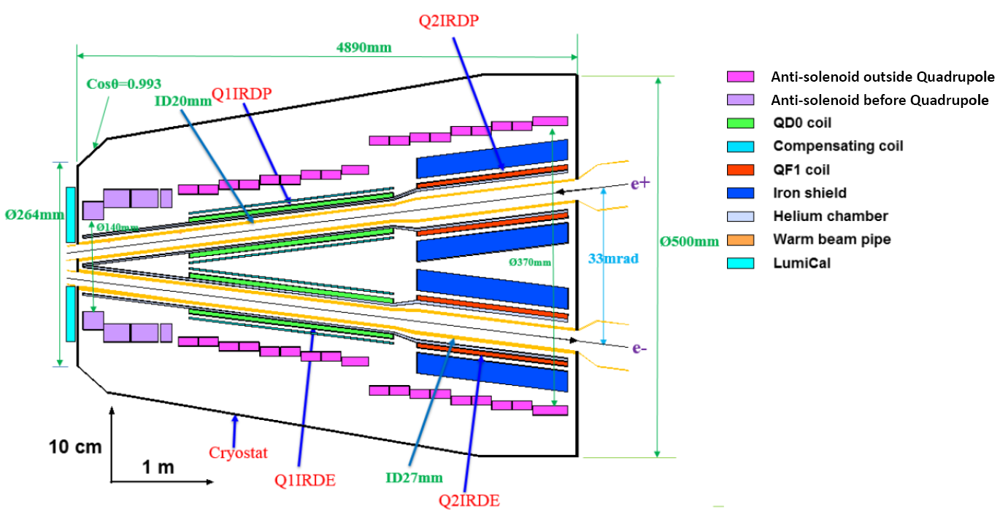 Q2IRDP
4890mm
Cosθ=0.993
ID20mm
Q1IRDP
Anti-solenoid outside Quadrupole
Anti-solenoid before Quadrupole
QD0 coil
Compensating coil
QF1 coil
Iron shield
Helium chamber
Warm beam pipe
LumiCal
e+
Ø264mm
Ø140mm
Ø500mm
Ø370mm
33mrad
e-
10 cm
1 m
Cryostat
Q1IRDE
ID27mm
Q2IRDE